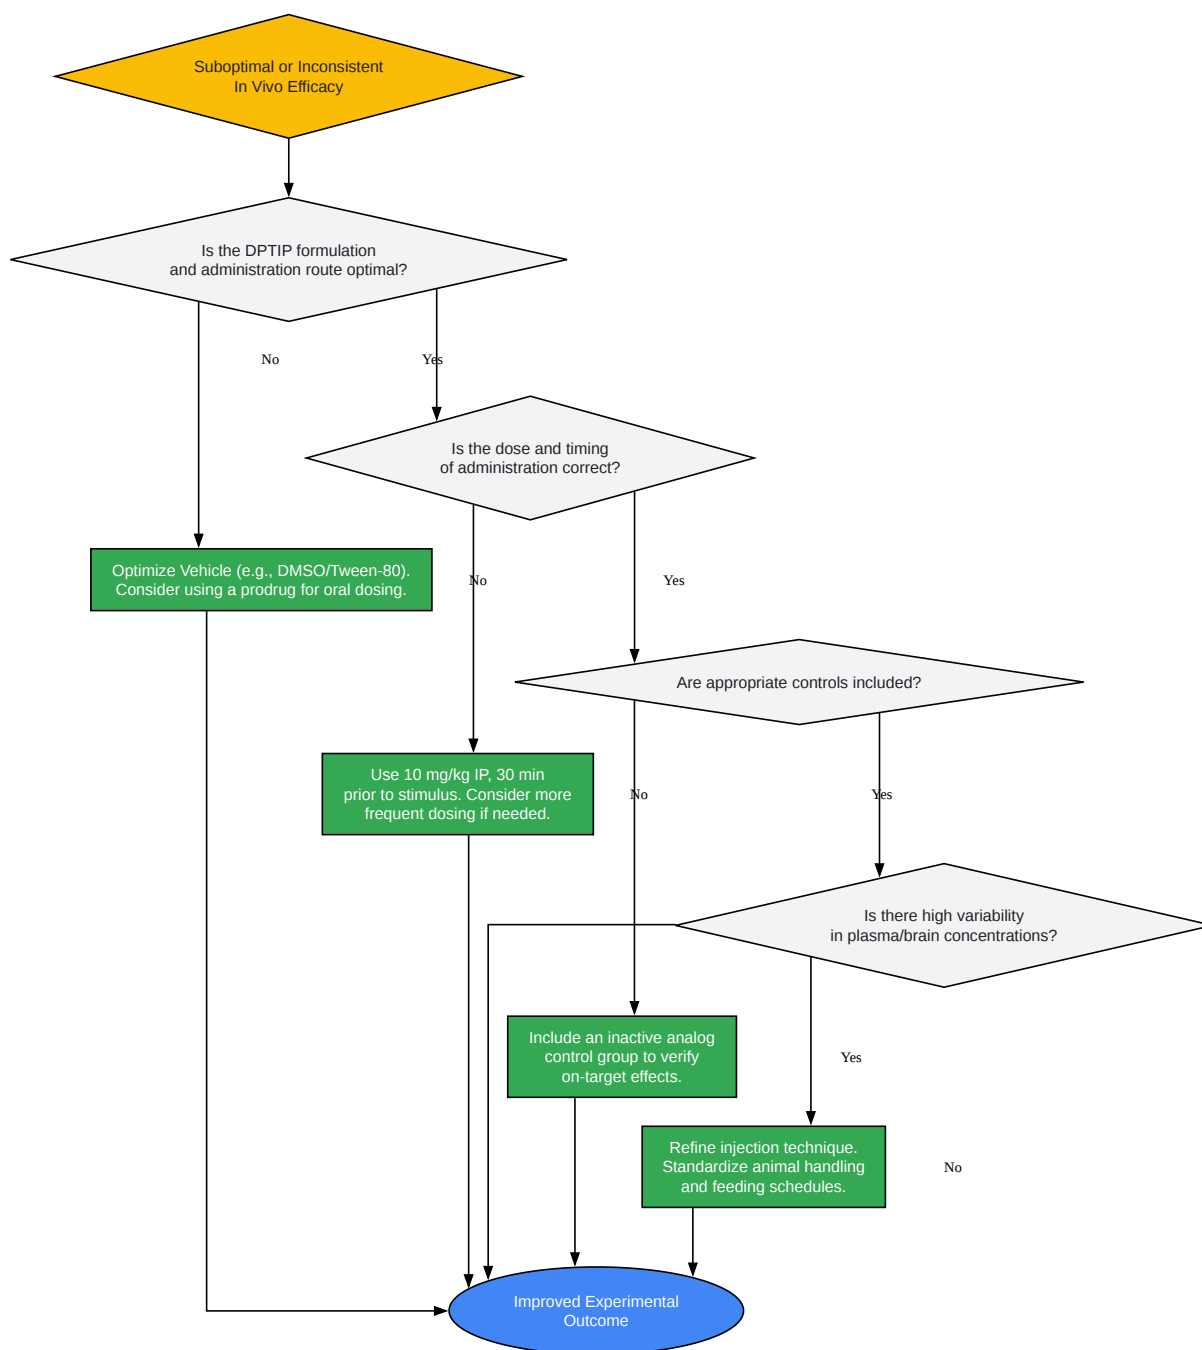 Suboptimal or Inconsistent
In Vivo Efficacy
Is the DPTIP formulation
and administration route optimal?
No
Yes
Is the dose and timing
of administration correct?
Optimize Vehicle (e.g., DMSO/Tween-80).
Consider using a prodrug for oral dosing.
No
Yes
Are appropriate controls included?
Use 10 mg/kg IP, 30 min
prior to stimulus. Consider more
frequent dosing if needed.
No
Yes
Is there high variability
in plasma/brain concentrations?
Include an inactive analog
control group to verify
on-target effects.
Yes
Refine injection technique.
Standardize animal handling
and feeding schedules.
No
Improved Experimental
Outcome